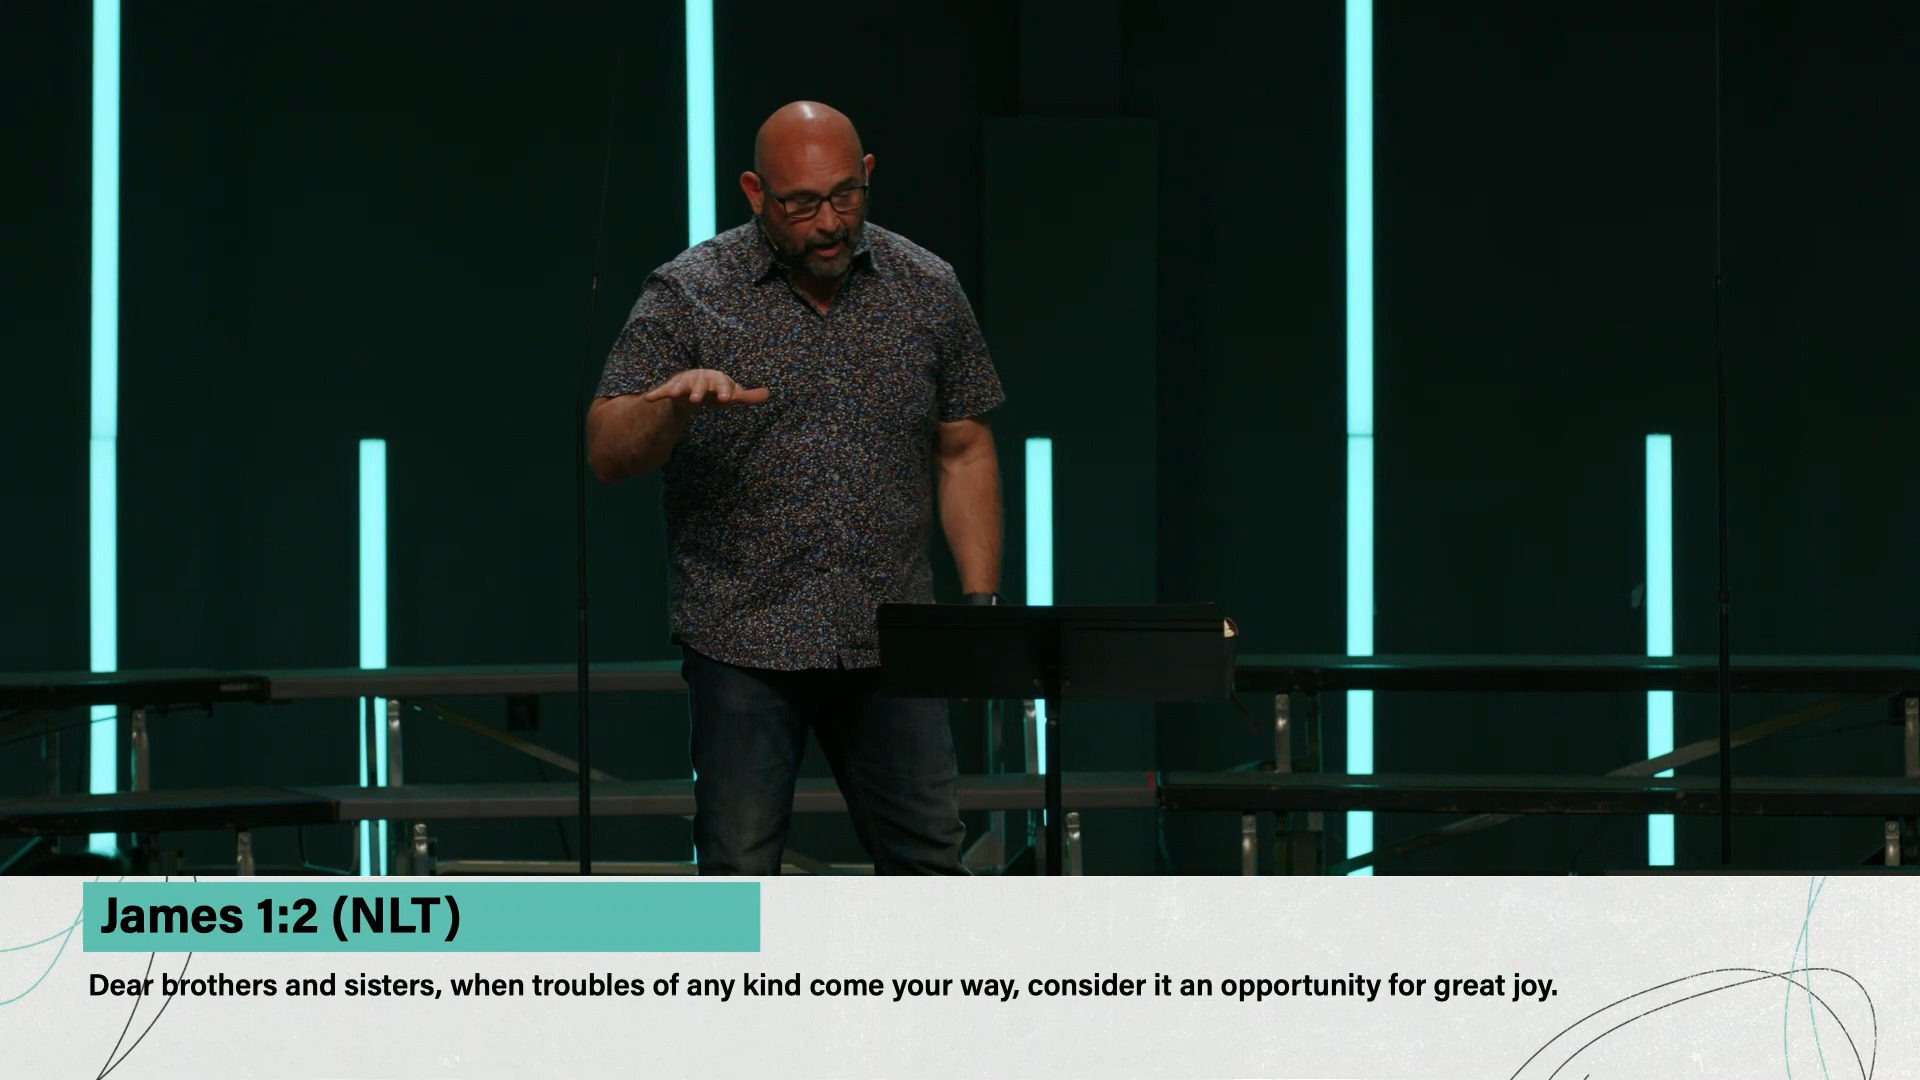 James 1:2 (NLT)
Dear brothers and sisters, when troubles of any kind come your way, consider it an opportunity for great joy.